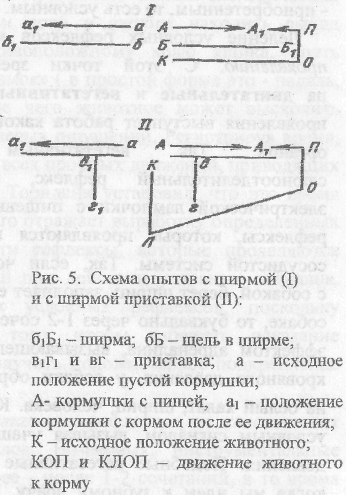 I
а₁ а А А₁ П
б₁ б Б Б₁
К О
II
а₁ а А А₁ П
в₁ К в
О
г₁ г
Л
Рис. 5. Схема опытов с ширмой (I)
и с ширмой приставкой (II):
б₁Б₁ – ширма; бБ – щель в ширме;
в₁г₁ и вг – приставка; а – исходное
положение пустой кормушки;
А- кормушки с пищей; а₁ – положение
кормушки с кормом после ее движения;
К – исходное положение животного;
КОП и КЛОП – движение животного
к корму